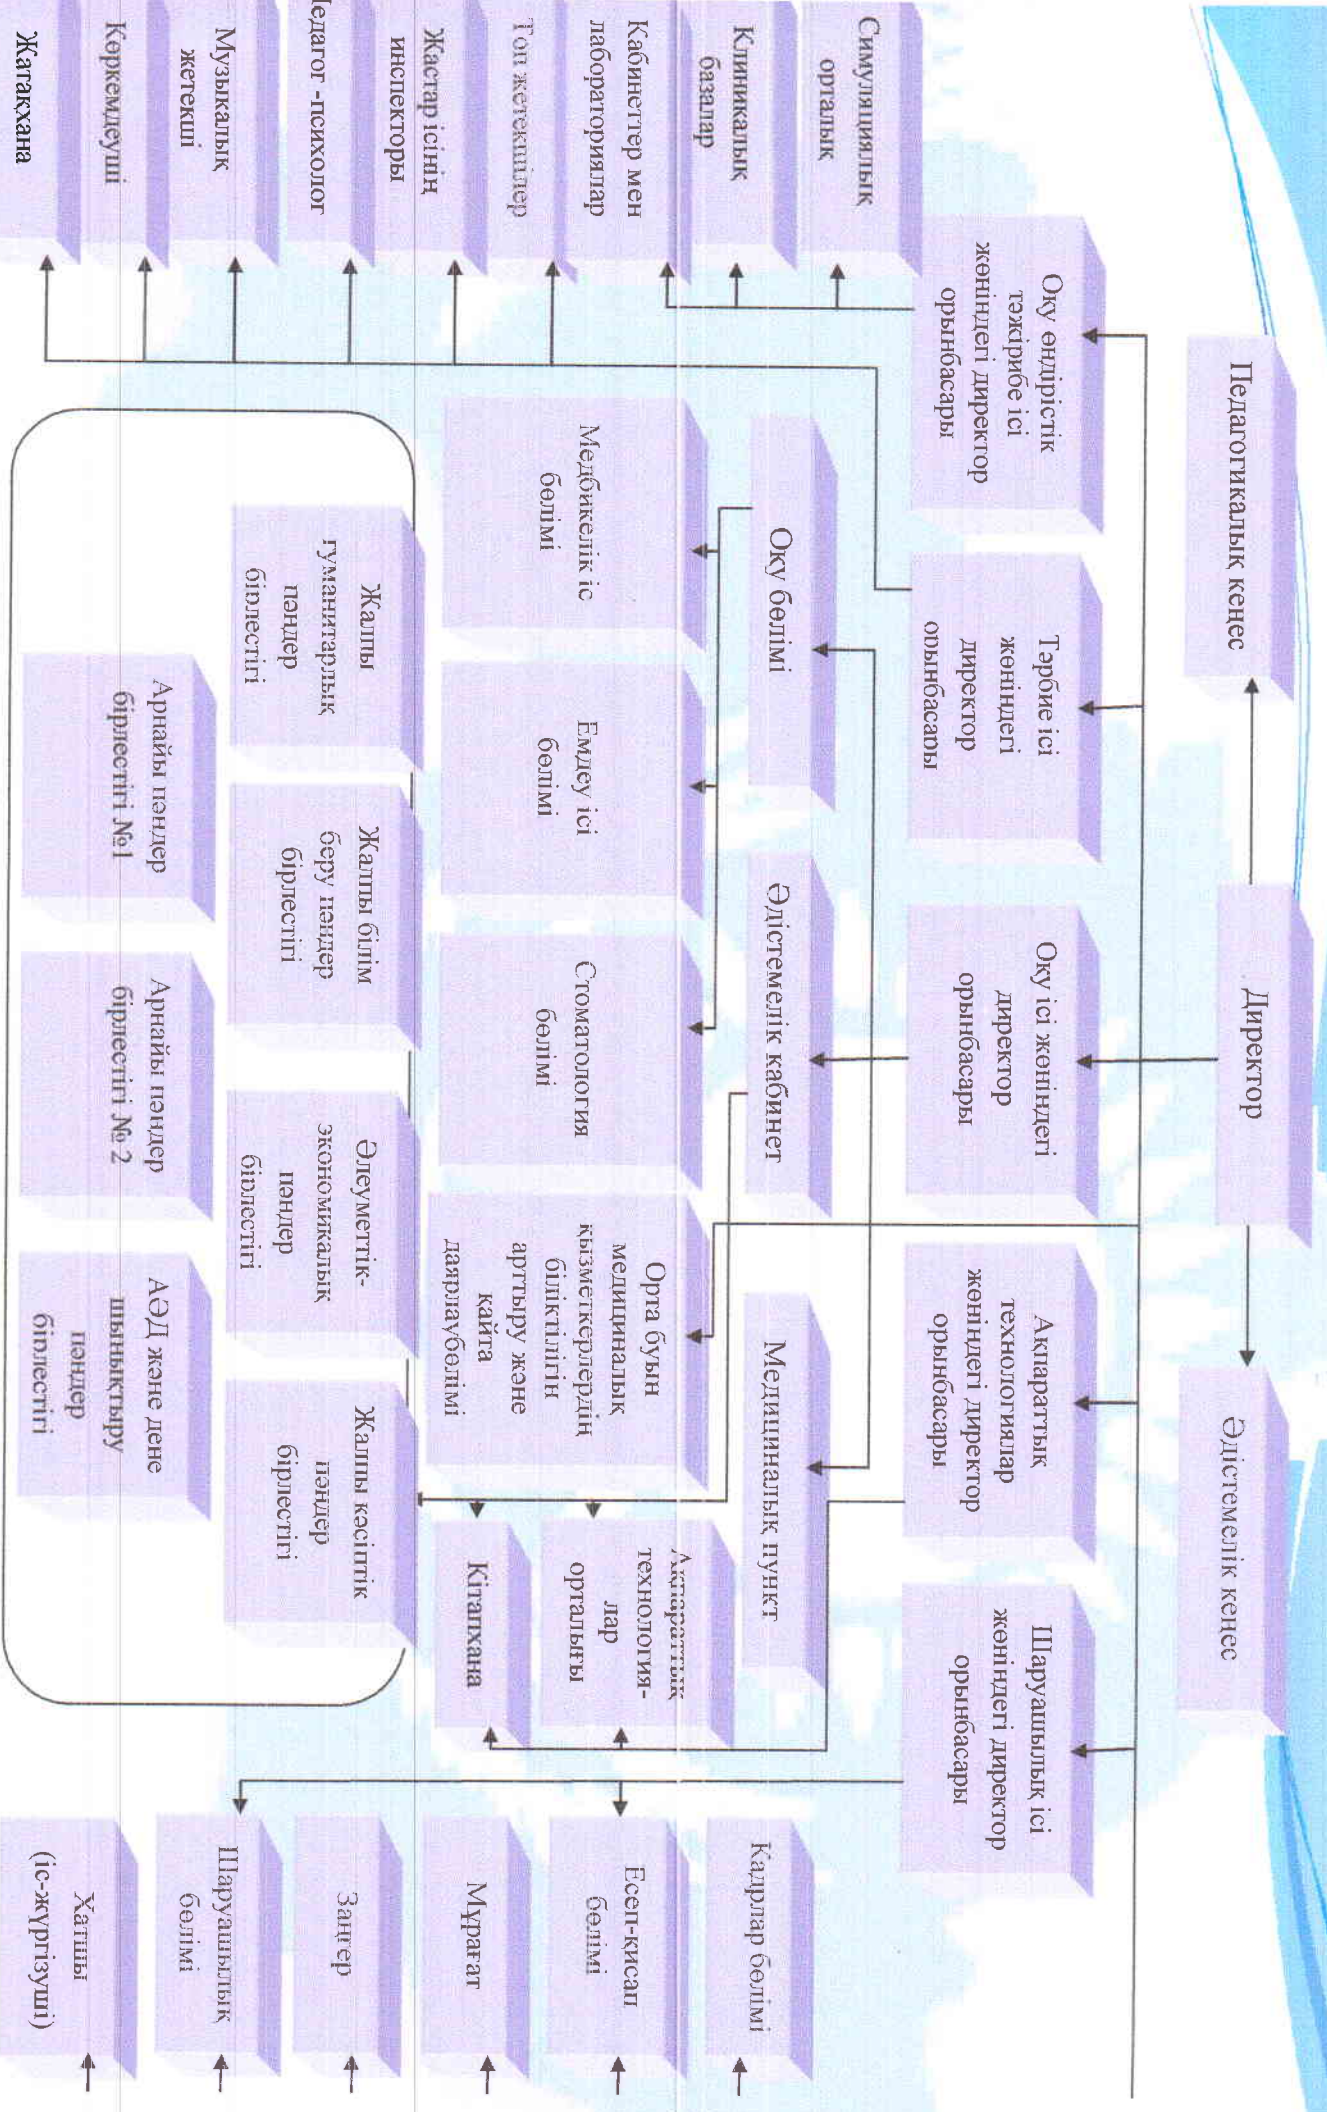 Педагогикалық кеңес
Директор
Әдістемелік кеңес
Оқу өндірістік
тәжірибе ісі
жөніндегі директор
орынбасары
Тәрбие ісі
жөніндегі
директор
орынбасары
Оқу ісі жөніндегі
директор
орынбасары
Ақпараттық
технологиялар
жөніндегі директор
орынбасары
Шаруашылық ісі
жөніндегі директор
орынбасары
Симуляциялық
орталық
Клиникалық
базалар
Кабинеттер мен
лабораториялар
Топ жетекшілер
Жастар ісінің
инспекторы
Педагог -психолог
Музыкалық
жетекші
Көркемдеуші
Жатақхана
Оқу бөлімі
Әдістемелік кабинет
Медициналық пункт
Медбикелік іс
бөлімі
Емдеу ісі
бөлімі
Стоматология
бөлімі
Орта буын
медициналық
қызметкерлердің
біліктілігін
арттыру және
қайта
даярлаубөлімі
Ақпараттық
технология-
лар
орталығы
Кітапхана
Жалпы
гуманитарлық
пәндер
бірлестігі
Жалпы білім
беру пәндер
бірлестігі
Әлеуметтік-
экономикалық
пәндер
бірлестігі
Жалпы кәсіптік
пәндер
бірлестігі
Арнайы пәндер
бірлестігі №1
Арнайы пәндер
бірлестігі № 2
АӘД және дене
шынықтыру
пәндер
бірлестігі
Кадрлар бөлімі
Есеп-қисап
бөлімі
Мұрағат
Заңгер
Шаруашылық
бөлімі
Хатшы
(іс-жүргізуші)